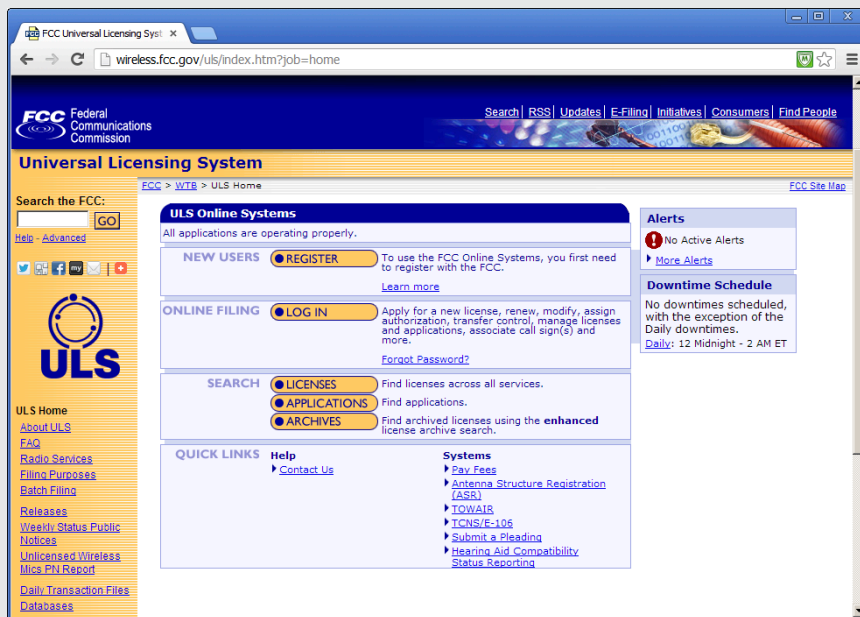 FCC Universal Licensing Syst
wireless.fcc.gov/uls/index.htm?job=home
FCC Federal
Communications
Commission
Search| RSS| Updates| E-Filing| Initiatives| Consumers| Find People
Universal Licensing System
FCC > WTB > ULS Home
FCC Site Map
Search the FCC:
GO
Help - Advanced
my
ULS
ULS Home
About ULS
FAQ
Radio Services
Filing Purposes
Batch Filing
Releases
Weekly Status Public
Notices
Unlicensed Wireless
Mics PN Report
Daily Transaction Files
Databases
ULS Online Systems
All applications are operating properly.
NEW USERS
REGISTER
To use the FCC Online Systems, you first need
to register with the FCC.
Learn more
ONLINE FILING
LOG IN
Apply for a new license, renew, modify, assign
authorization, transfer control, manage licenses
and applications, associate call sign(s) and
more.
Forgot Password?
SEARCH
LICENSES
Find licenses across all services.
APPLICATIONS
Find applications.
ARCHIVES
Find archived licenses using the enhanced
license archive search.
QUICK LINKS
Help
Contact Us
Systems
Pay Fees
Antenna Structure Registration
(ASR)
TOWAIR
TCNS/E-106
Submit a Pleading
Hearing Aid Compatibility
Status Reporting
Alerts
No Active Alerts
More Alerts
Downtime Schedule
No downtimes scheduled,
with the exception of the
Daily downtimes.
Daily: 12 Midnight - 2 AM ET